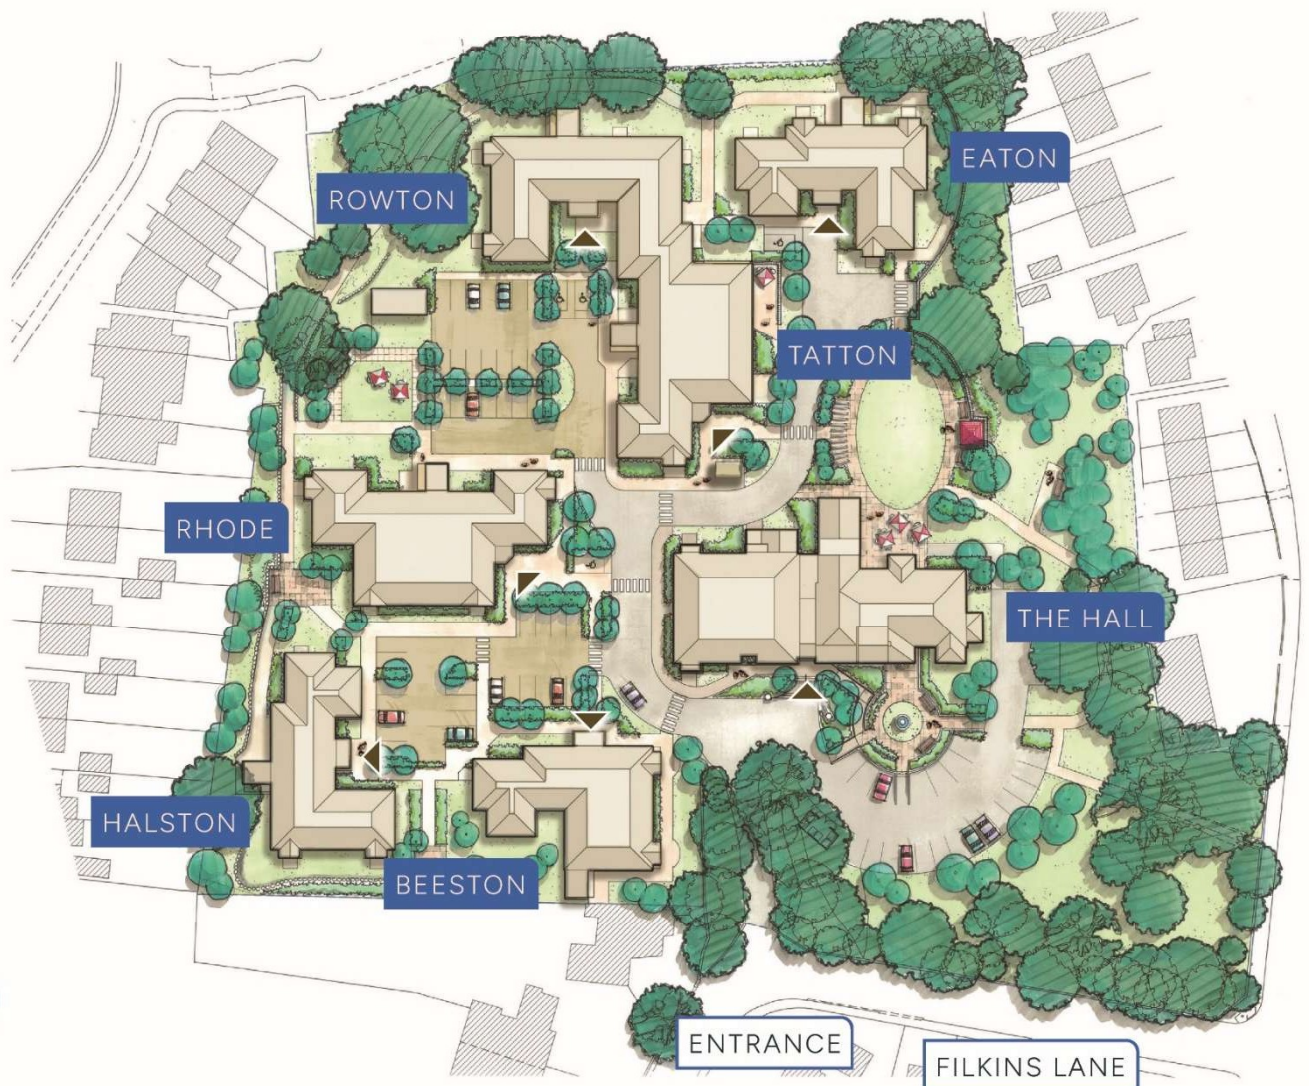 EATON
ROWTON
TATTON
RHODE
THE HALL
HALSTON
BEESTON
ENTRANCE
FILKINS LANE